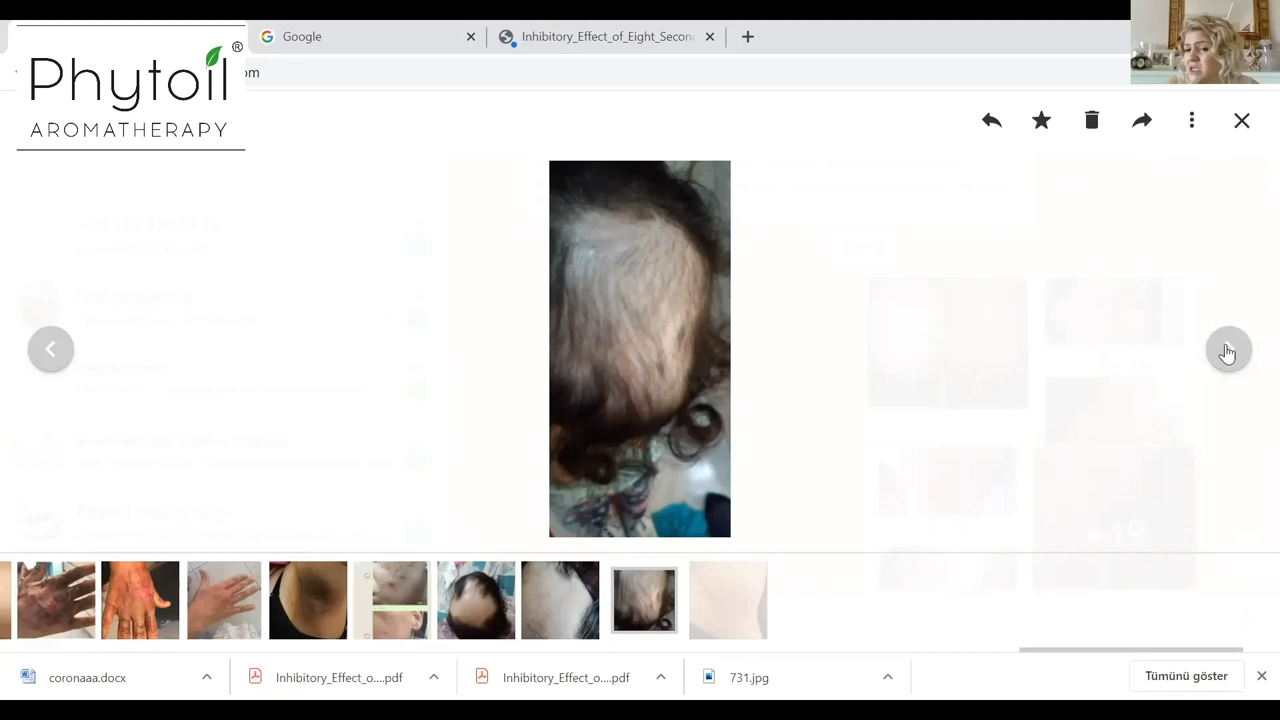 Google
Inhibitory_Effect_of_Eight_Secon
Phytoil®
AROMATHERAPY
om
coronaaa.docx
Inhibitory_Effect_o....pdf
Inhibitory_Effect_o....pdf
731.jpg
Tümünü göster